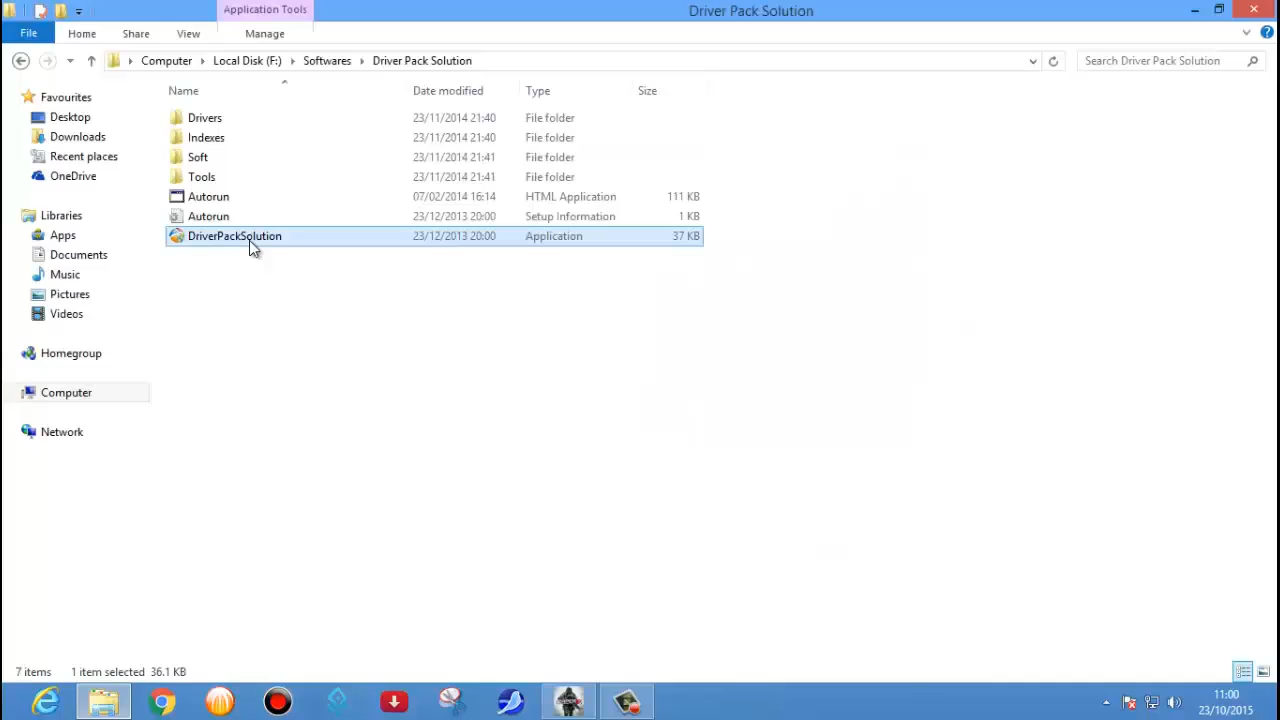 Application Tools
Driver Pack Solution
File Home Share View Manage
Computer Local Disk (F:) Softwares Driver Pack Solution Search Driver Pack Solution
Name Date modified Type Size
Favourites
Desktop
Downloads
Recent places
OneDrive
Libraries
Apps
Documents
Music
Pictures
Videos
Homegroup
Computer
Network
Drivers 23/11/2014 21:40 File folder
Indexes 23/11/2014 21:40 File folder
Soft 23/11/2014 21:41 File folder
Tools 23/11/2014 21:41 File folder
Autorun 07/02/2014 16:14 HTML Application 111 KB
Autorun 23/12/2013 20:00 Setup Information 1 KB
DriverPackSolution 23/12/2013 20:00 Application 37 KB
7 items 1 item selected 36.1 KB
11:00
23/10/2015